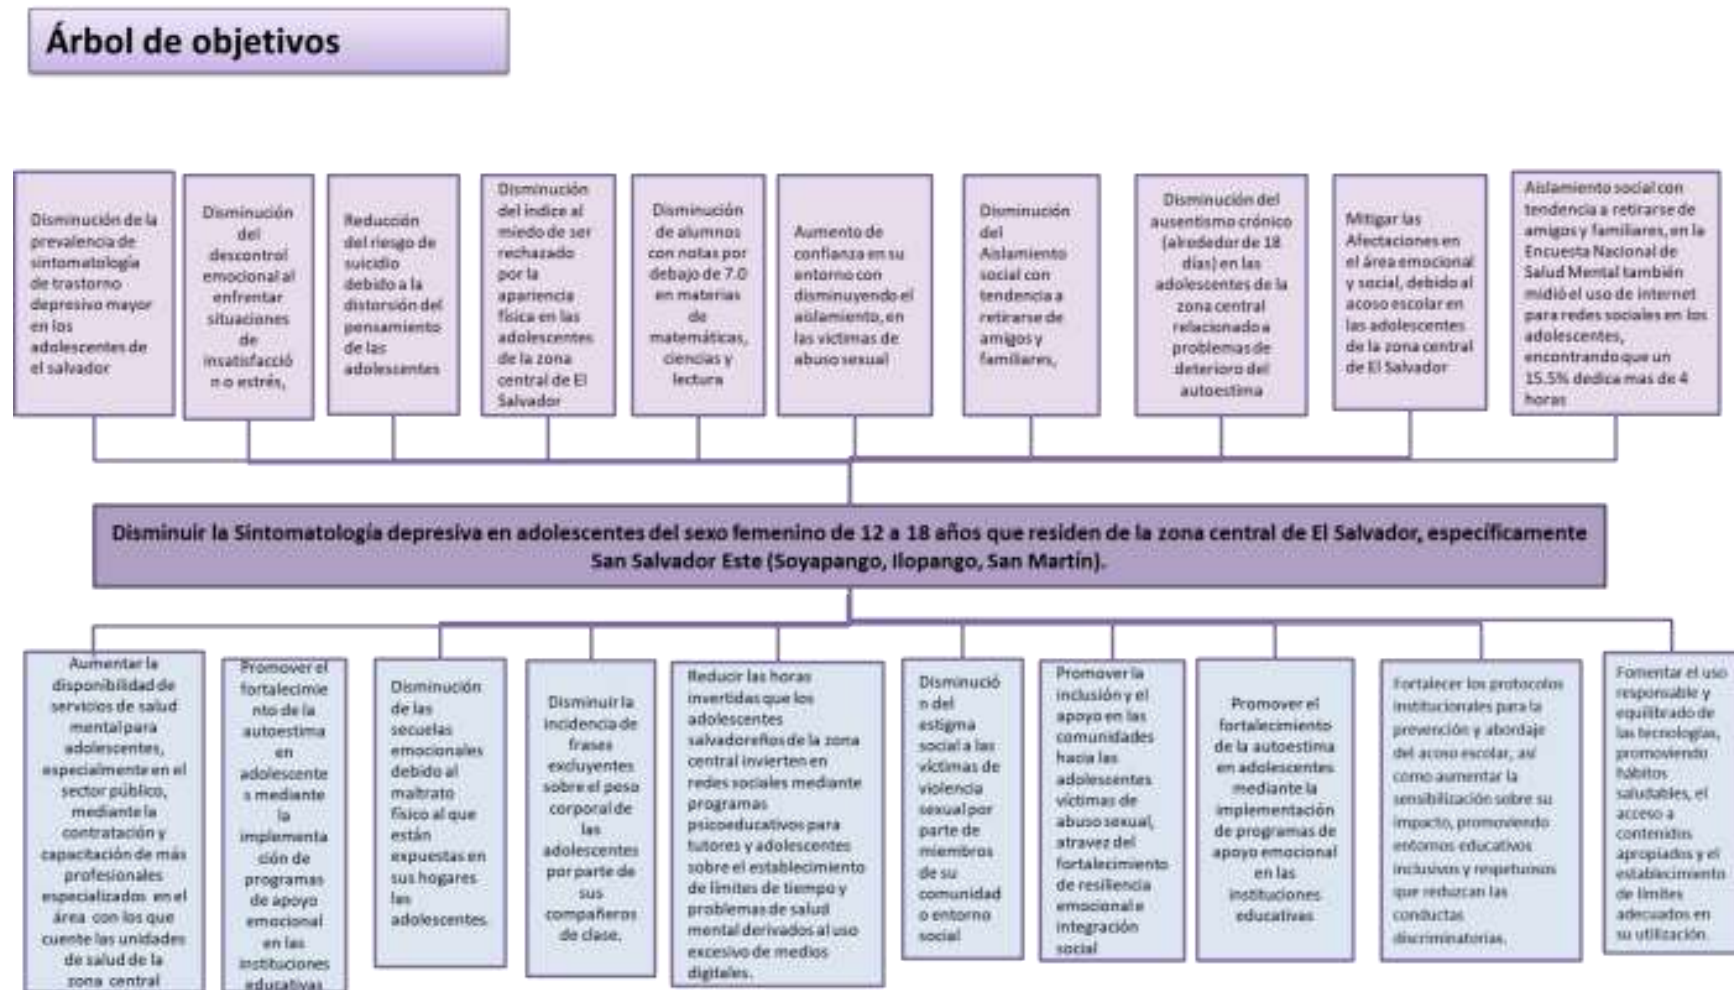 Árbol de objetivos
Disminución de la
prevalencia de
sintomatología
de trastorno
depresivo mayor
en los
adolescentes de
el salvador
Disminución
del
descontrol
emocional al
enfrentar
situaciones
de
insatisfacció
n o estrés,
Reducción
del riesgo de
suicidio
debido a la
distorsión del
pensamiento
de las
adolescentes
Disminución
del índice al
miedo de ser
rechazado
por la
apariencia
física en las
adolescentes
de la zona
central de El
Salvador
Disminución
de alumnos
con notas por
debajo de 7.0
en materias
de
matemáticas,
ciencias y
lectura
Aumento de
confianza en su
entorno con
disminuyendo el
aislamiento, en
las víctimas de
abuso sexual
Disminución
del
Aislamiento
social con
tendencia a
retirarse de
amigos y
familiares,
Disminución del
ausentismo crónico
(alrededor de 18
días) en las
adolescentes de la
zona central
relacionado a
problemas de
deterioro del
autoestima
Mitigar las
Afectaciones en
el área emocional
y social, debido al
acoso escolar en
las adolescentes
de la zona central
de El Salvador
Aislamiento social con
tendencia a retirarse de
amigos y familiares, en la
Encuesta Nacional de
Salud Mental también
midió el uso de internet
para redes sociales en los
adolescentes,
encontrando que un
15.5% dedica mas de 4
horas
Disminuir la Sintomatología depresiva en adolescentes del sexo femenino de 12 a 18 años que residen de la zona central de El Salvador, específicamente
San Salvador Este (Soyapango, Ilopango, San Martín).
Aumentar la
disponibilidad de
servicios de salud
mental para
adolescentes,
especialmente en el
sector público,
mediante la
contratación y
capacitación de más
profesionales
especializados en el
área con los que
cuente las unidades
de salud de la
zona central
Promover el
fortalecimie
nto de la
autoestima
en
adolescente
s mediante
la
implementa
ción de
programas
de apoyo
emocional
en las
instituciones
educativas
Disminución
de las
secuelas
emocionales
debido al
maltrato
físico al que
están
expuestas en
sus hogares
las
adolescentes.
Disminuir la
incidencia de
frases
excluyentes
sobre el peso
corporal de
las
adolescentes
por parte de
sus
compañeros
de clase.
Reducir las horas
invertidas que los
adolescentes
salvadoreños de la zona
central invierten en
redes sociales mediante
programas
psicoeducativos para
tutores y adolescentes
sobre el establecimiento
de límites de tiempo y
problemas de salud
mental derivados al uso
excesivo de medios
digitales.
Disminució
n del
estigma
social a las
víctimas de
violencia
sexual por
parte de
miembros
de su
comunidad
o entorno
social
Promover la
inclusión y el
apoyo en las
comunidades
hacia las
adolescentes
víctimas de
abuso sexual,
atravez del
fortalecimiento
de resiliencia
emocional e
integración
social
Promover el
fortalecimiento
de la autoestima
en adolescentes
mediante la
implementación
de programas de
apoyo emocional
en las
instituciones
educativas
Fortalecer los protocolos
institucionales para la
prevención y abordaje
del acoso escolar, así
como aumentar la
sensibilización sobre su
impacto, promoviendo
entornos educativos
inclusivos y respetuosos
que reduzcan las
conductas
discriminatorias.
Fomentar el uso
responsable y
equilibrado de
las tecnologías,
promoviendo
hábitos
saludables, el
acceso a
contenidos
apropiados y el
establecimiento
de límites
adecuados en
su utilización.